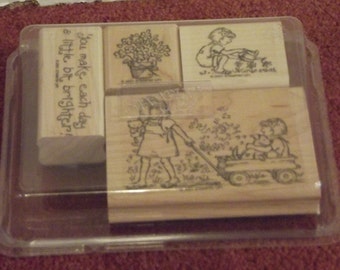 You make each day
a little bit brighter!